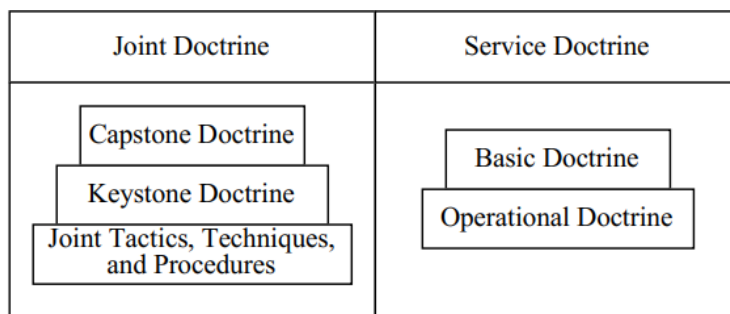 Joint Doctrine
Service Doctrine
Capstone Doctrine
Keystone Doctrine
Joint Tactics, Techniques,
and Procedures
Basic Doctrine
Operational Doctrine